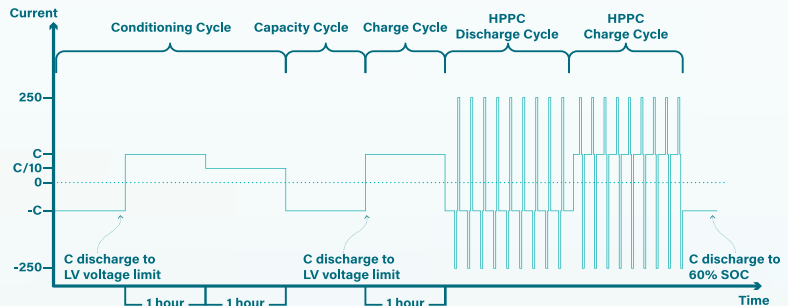 Current
Conditioning Cycle
Capacity Cycle
Charge Cycle
HPPC
Discharge Cycle
HPPC
Charge Cycle
250
C
C/10
0
-C
-250
C discharge to
LV voltage limit
C discharge to
LV voltage limit
C discharge to
60% SOC
1 hour
1 hour
1 hour
Time